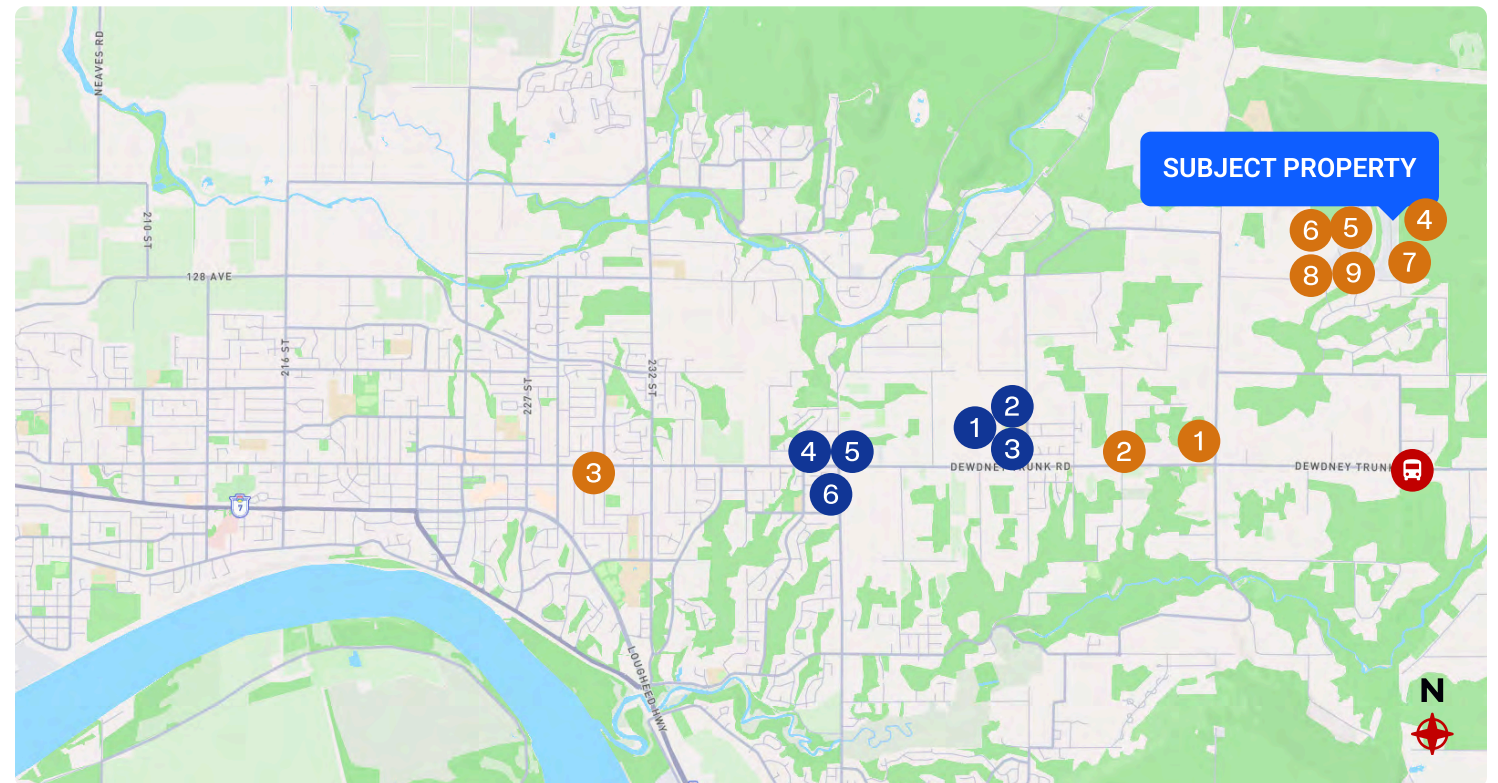 NEAVES RD
SUBJECT PROPERTY
210 ST
6
5
4
7
8
9
128 AVE
216 ST
227 ST
232 ST
2
1
3
4
5
6
DEWDNEY TRUNK RD
2
1
3
DEWDNEY TRUN
7
LOUGHEED HWY
N